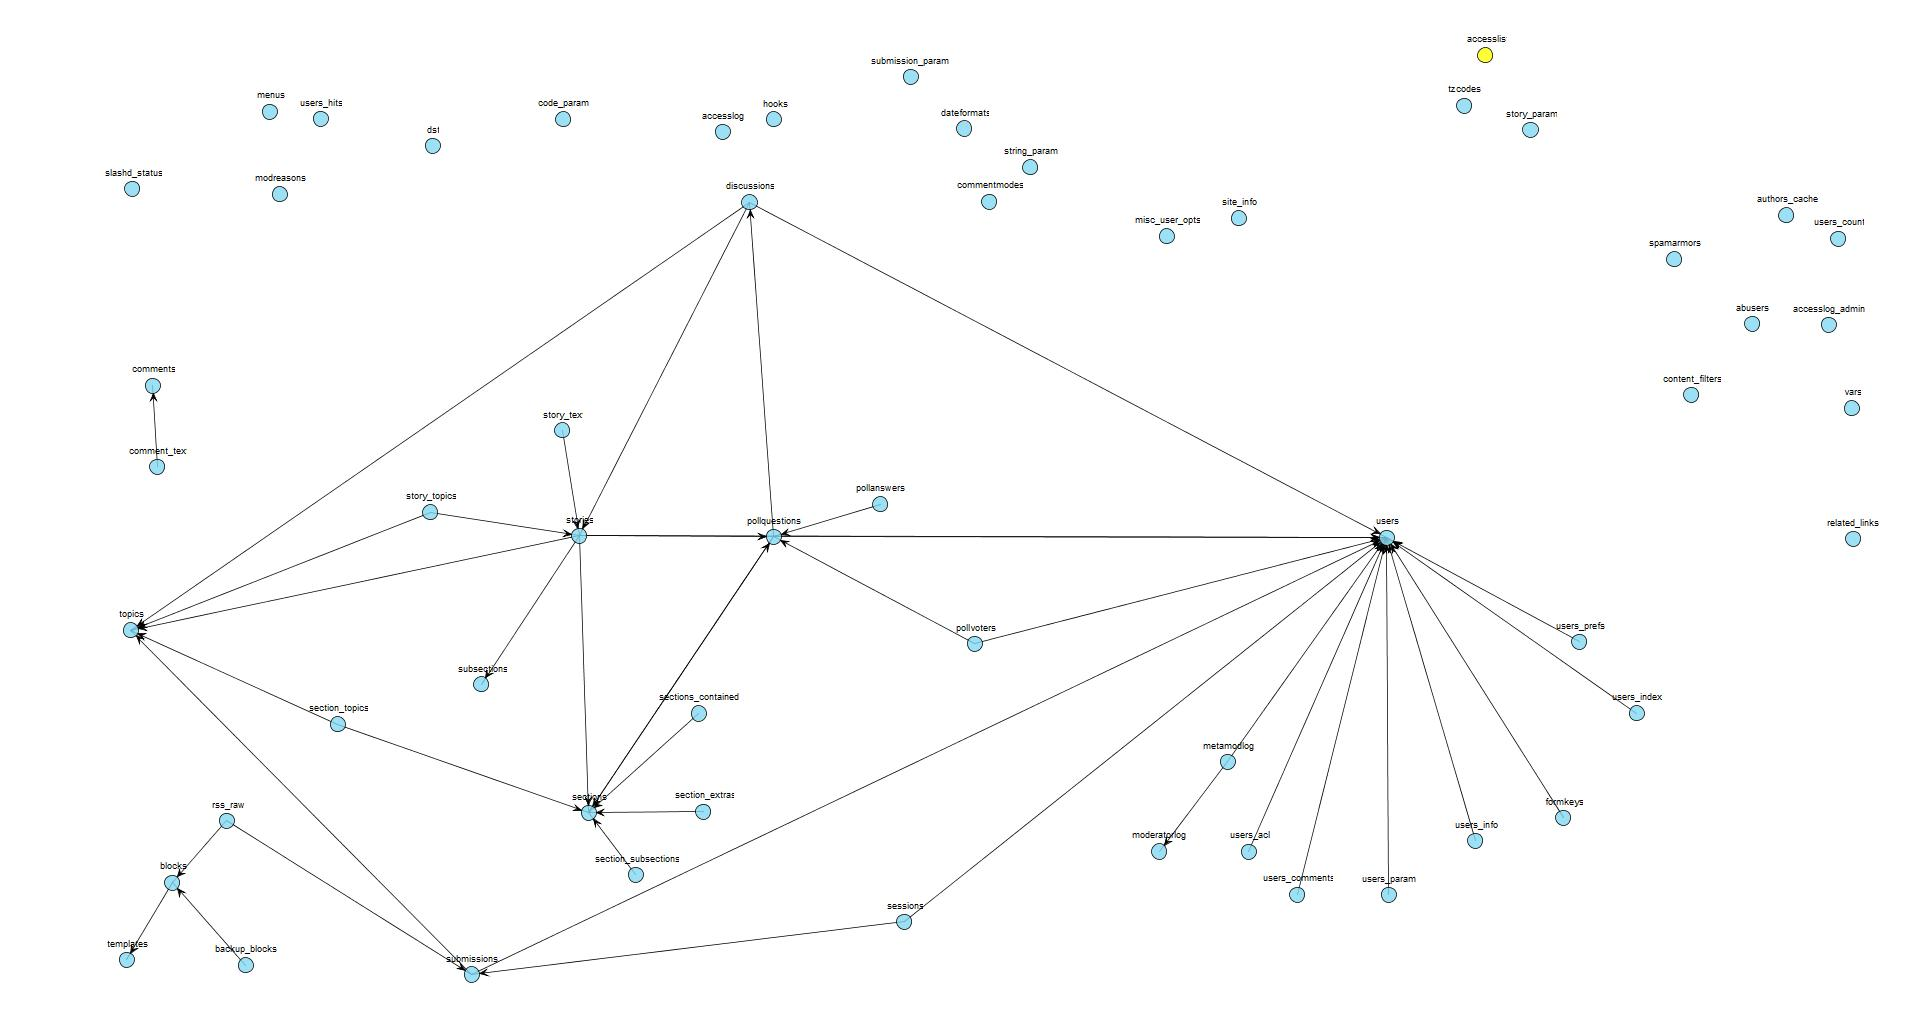 accesslis
submission_param
tzcodes
menus
users_hits
code_param
hooks
accesslog
dateformats
story_param
dst
string_param
slashd_status
modreasons
discussions
commentmodes
authors_cache
site_info
misc_user_opts
users_count
spamarmors
abusers
accesslog_admin
comments
content_filters
vars
story_tex
comment_tex
pollanswers
story_topics
stories
pollquestions
users
related_links
topics
pollvoters
users_prefs
subsections
sections_contained
users_index
section_topics
metamodlog
sections
section_extras
rss_raw
formkeys
users_info
moderatorlog
users_acl
section_subsections
blocks
users_comments
users_param
sessions
templates
backup_blocks
submissions